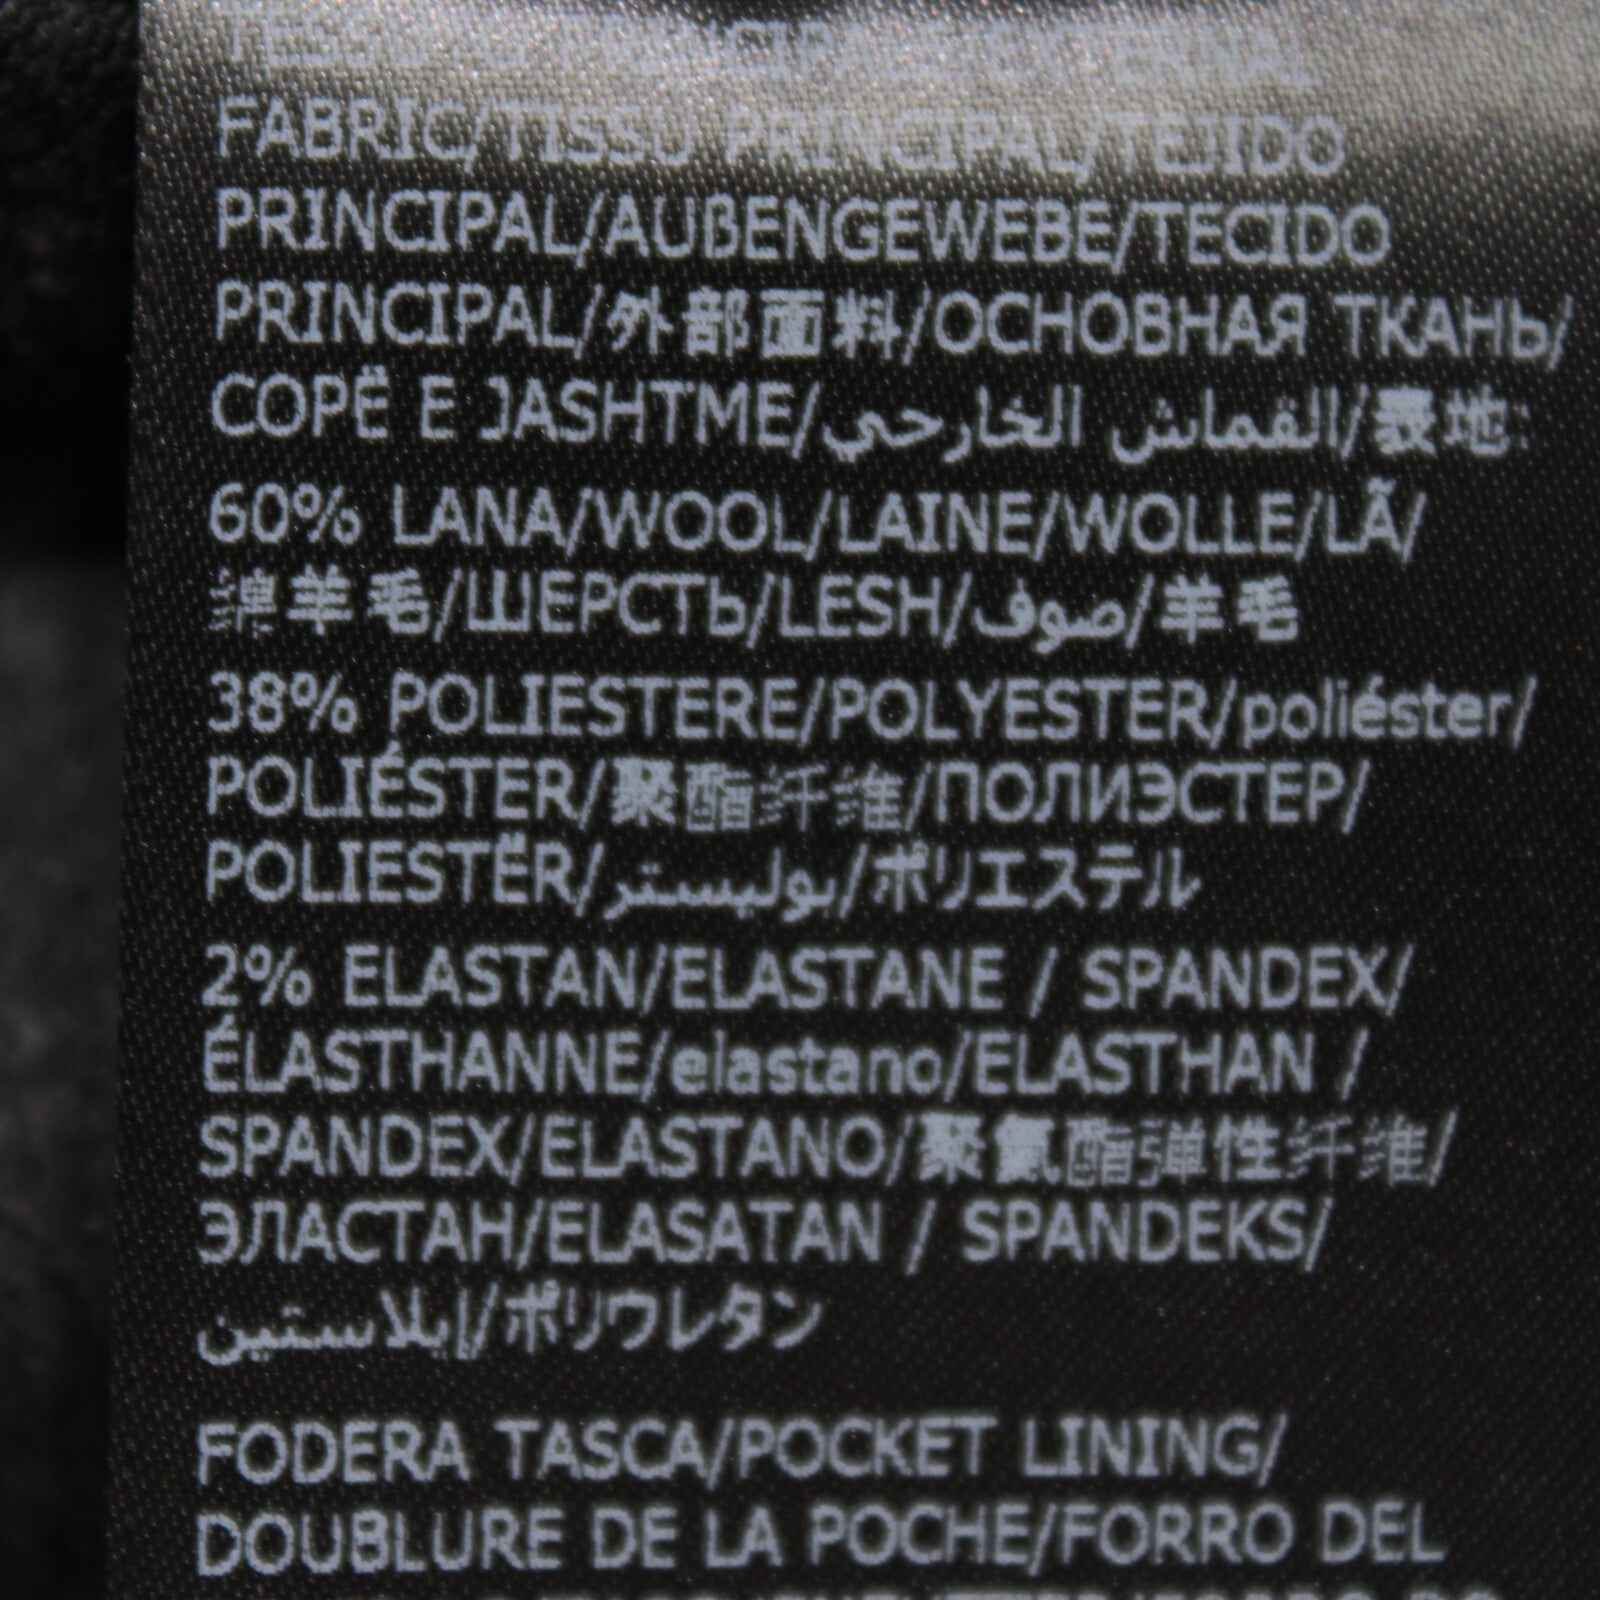 TESSUTO PRINCIPALE/EXTERNAL
FABRIC/TISSU PRINCIPAL/TEJIDO
PRINCIPAL/AUßENGEWEBE/TECIDO
PRINCIPAL/外部面料/ОСНОВНАЯ ТКАНЬ/
COPË E JASHTME/القماش الخارجي/表地:
60% LANA/WOOL/LAINE/WOLLE/LÃ/
绵羊毛/ШЕРСТЬ/LESH/صوف/羊毛
38% POLIESTERE/POLYESTER/poliéster/
POLIÉSTER/聚酯纤维/ПОЛИЭСТЕР/
POLIESTËR/بوليستر/ポリエステル
2% ELASTAN/ELASTANE / SPANDEX/
ÉLASTHANNE/elastano/ELASTHAN /
SPANDEX/ELASTANO/聚氨酯弹性纤维/
ЭЛАСТАН/ELASATAN / SPANDEKS/
إيلاستين/ポリウレタン
FODERA TASCA/POCKET LINING/
DOUBLURE DE LA POCHE/FORRO DEL